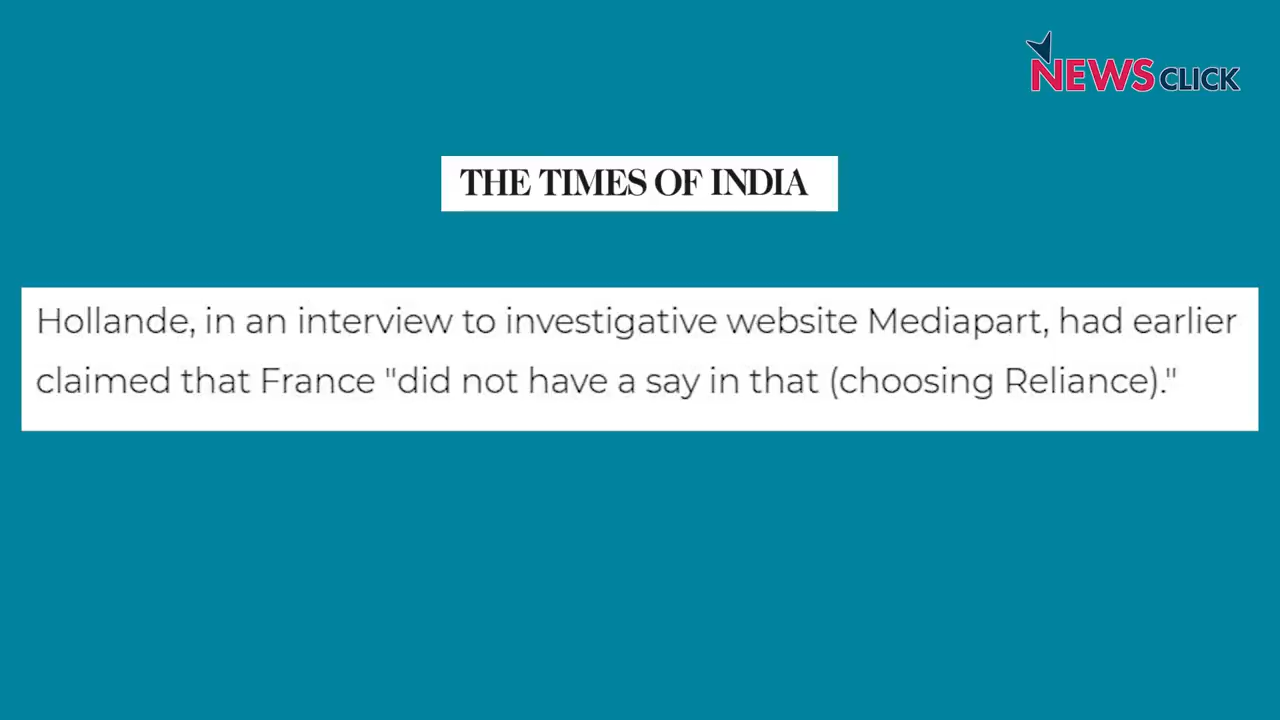 NEWSCLICK
THE TIMES OF INDIA
Hollande, in an interview to investigative website Mediapart, had earlier
claimed that France "did not have a say in that (choosing Reliance)."